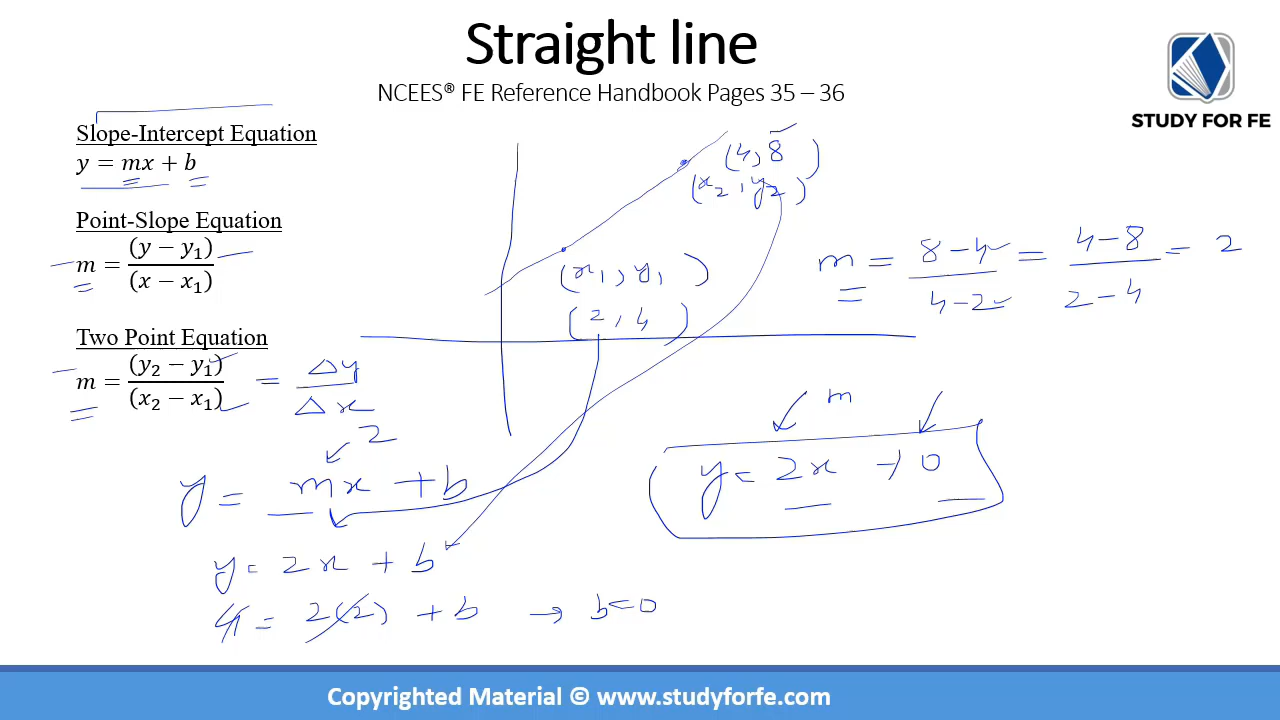 Straight line
NCEES® FE Reference Handbook Pages 35 – 36
STUDY FOR FE
Slope-Intercept Equation
y = mx + b
Point-Slope Equation
m = (y − y₁) / (x − x₁)
Two Point Equation
m = (y₂ − y₁) / (x₂ − x₁) = Δy / Δx
(4, 8)
(x₂, y₂)
(x₁, y₁)
(2, 4)
m = 8−4 / 4−2 = 4−8 / 2−4 = 2
2
y = mx + b
y = 2x + b
4 = 2(2) + b → b = 0
m
y = 2x + 0
Copyrighted Material © www.studyforfe.com